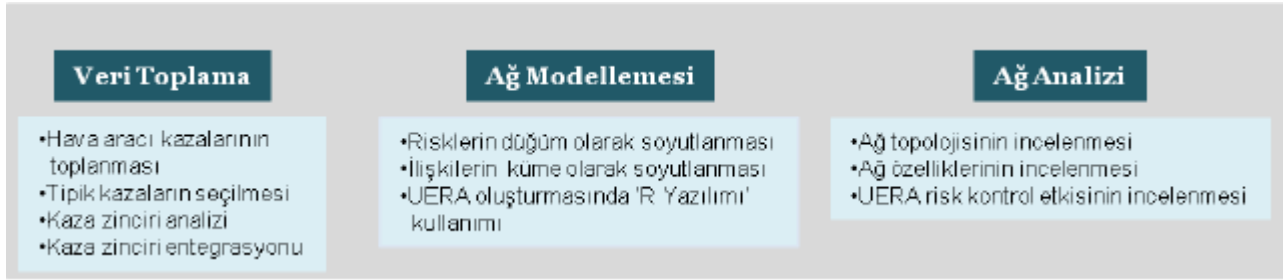 Veri Toplama
•Hava aracı kazalarının
toplanması
•Tipik kazaların seçilmesi
•Kaza zinciri analizi
•Kaza zinciri entegrasyonu
Ağ Modellemesi
•Risklerin düğüm olarak soyutlanması
•İlişkilerin küme olarak soyutlanması
•UERA oluşturmasında 'R Yazılımı'
kullanımı
Ağ Analizi
•Ağ topolojisinin incelenmesi
•Ağ özelliklerinin incelenmesi
•UERA risk kontrol etkisinin incelenmesi